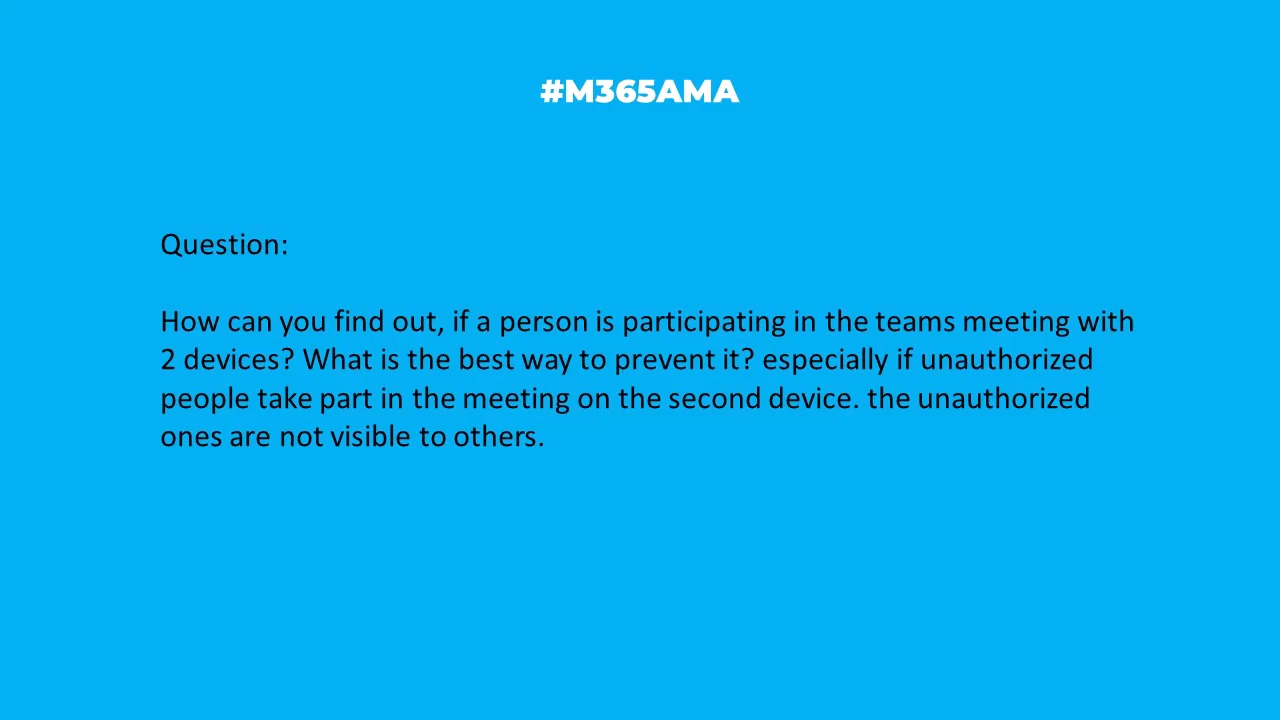 #M365AMA
Question:
How can you find out, if a person is participating in the teams meeting with
2 devices? What is the best way to prevent it? especially if unauthorized
people take part in the meeting on the second device. the unauthorized
ones are not visible to others.